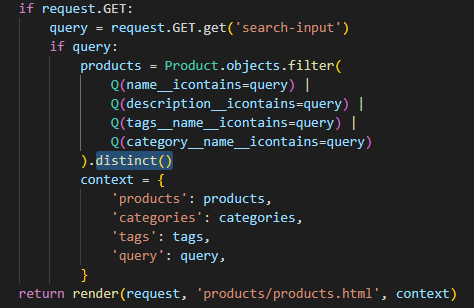 if request.GET:
query = request.GET.get('search-input')
if query:
products = Product.objects.filter(
Q(name__icontains=query) |
Q(description__icontains=query) |
Q(tags__name__icontains=query) |
Q(category__name__icontains=query)
).distinct()
context = {
'products': products,
'categories': categories,
'tags': tags,
'query': query,
}
return render(request, 'products/products.html', context)